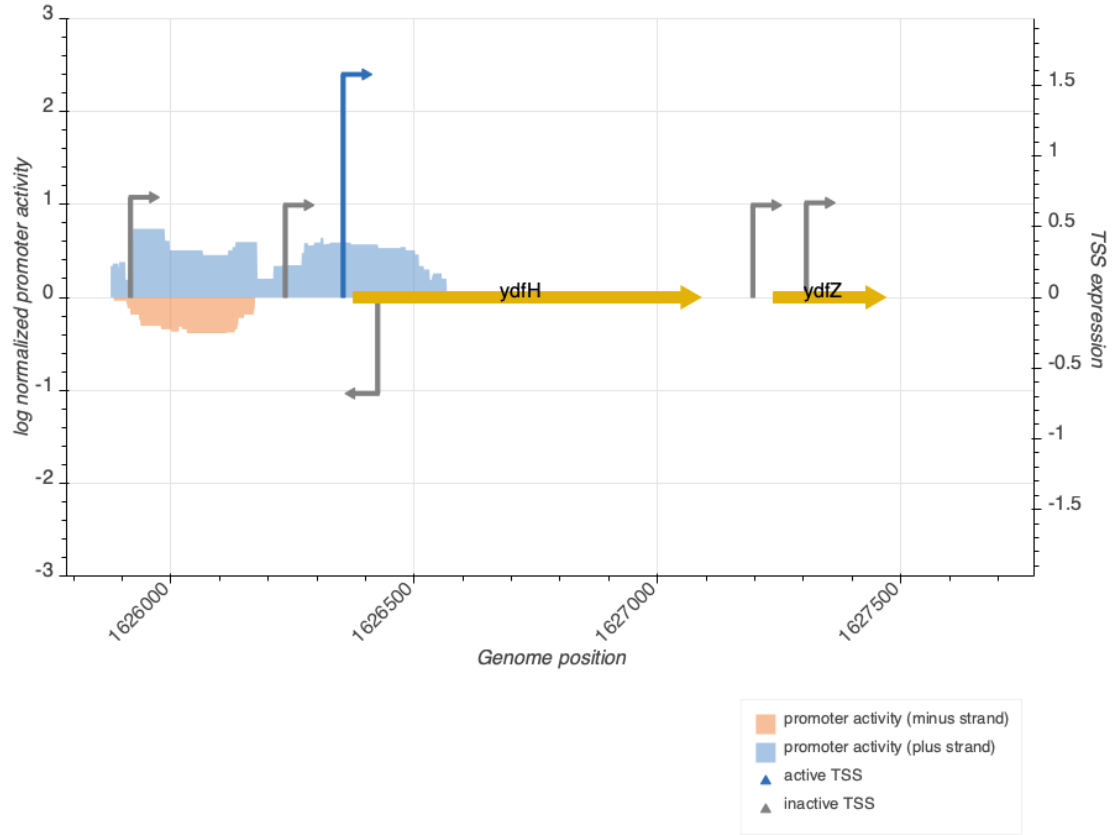 3
2
1
0
-1
-2
-3
log normalized promoter activity
1.5
1
0.5
0
-0.5
-1
-1.5
TSS expression
ydfH
ydfZ
1626000
1626500
1627000
1627500
Genome position
promoter activity (minus strand)
promoter activity (plus strand)
active TSS
inactive TSS